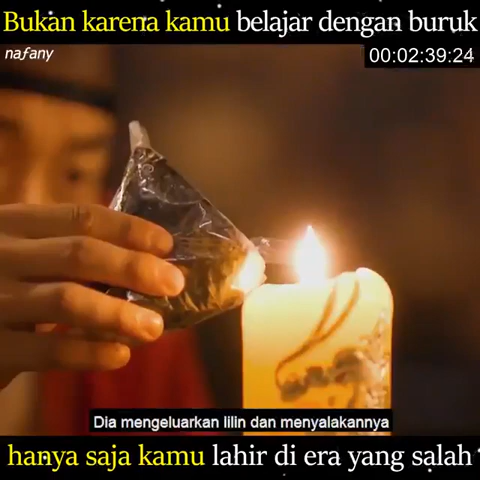 Bukan karena kamu belajar dengan buruk
nafany
00:02:39:24
Dia mengeluarkan lilin dan menyalakannya
hanya saja kamu lahir di era yang salah